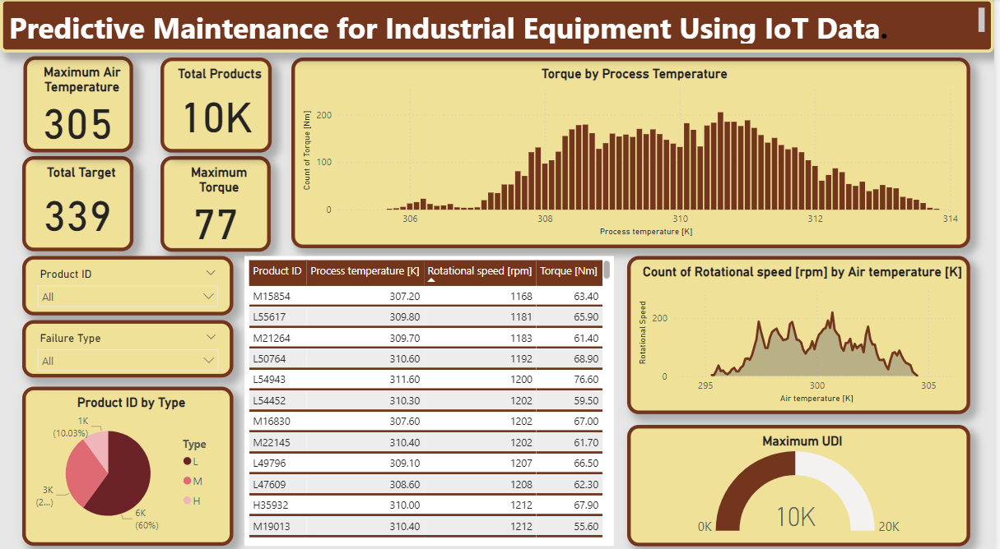 Predictive Maintenance for Industrial Equipment Using IoT Data.
Maximum Air
Temperature
305
Total Products
10K
Total Target
339
Maximum
Torque
77
Torque by Process Temperature
Count of Torque [Nm]
200
100
0
306
308
310
312
314
Process temperature [K]
Product ID
All
Failure Type
All
Product ID by Type
1K
(10.03%)
3K
(2...)
6K
(60%)
Type
L
M
H
Product ID Process temperature [K] Rotational speed [rpm] Torque [Nm]
M15854 307.20 1168 63.40
L55617 309.80 1181 65.90
M21264 309.70 1183 61.40
L50764 310.60 1192 68.90
L54943 311.60 1200 76.60
L54452 310.30 1202 59.50
M16830 307.60 1202 67.00
M22145 310.40 1202 61.70
L49796 309.10 1207 66.50
L47609 308.60 1208 62.30
H35932 310.00 1212 67.90
M19013 310.40 1212 55.60
Count of Rotational speed [rpm] by Air temperature [K]
Rotational Speed
200
0
295
300
305
Air temperature [K]
Maximum UDI
10K
0K
20K